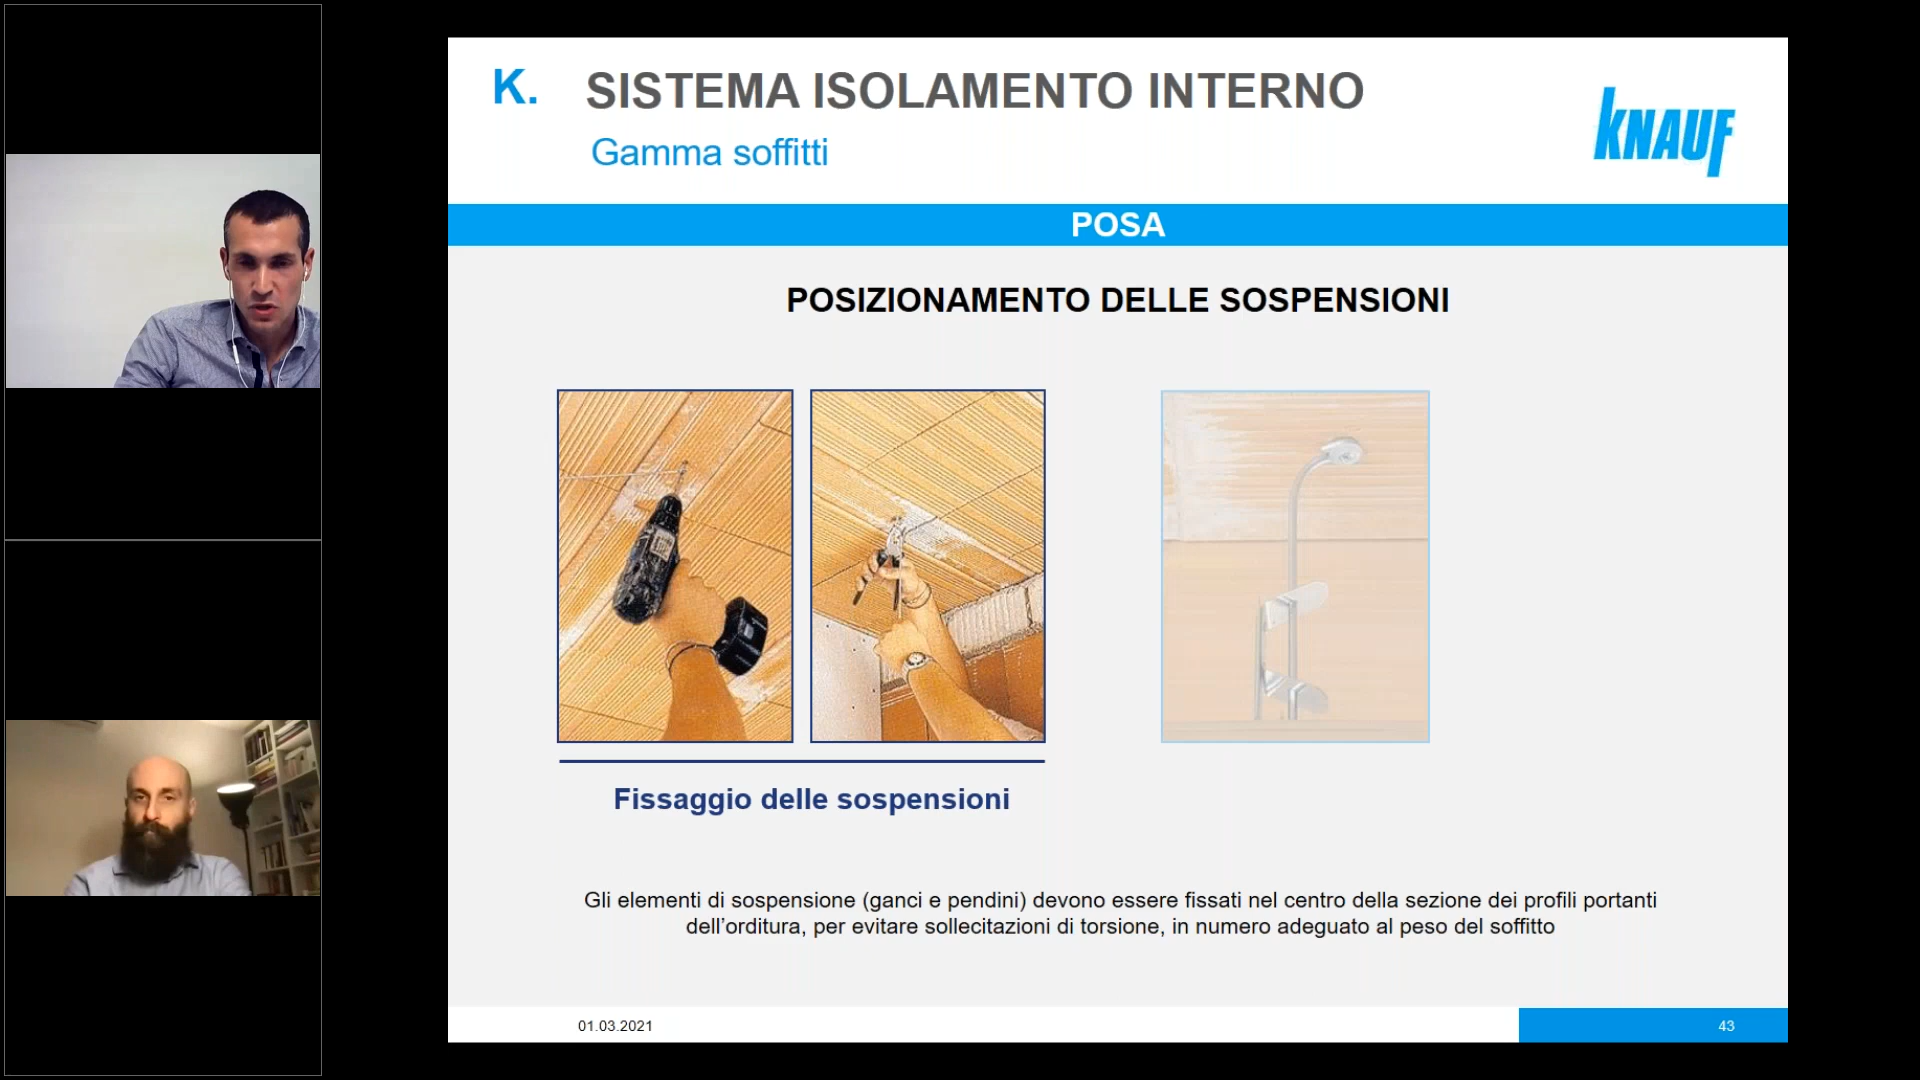 K.
SISTEMA ISOLAMENTO INTERNO
Gamma soffitti
KNAUF
POSA
POSIZIONAMENTO DELLE SOSPENSIONI
Fissaggio delle sospensioni
Gli elementi di sospensione (ganci e pendini) devono essere fissati nel centro della sezione dei profili portanti
dell’orditura, per evitare sollecitazioni di torsione, in numero adeguato al peso del soffitto
01.03.2021
43